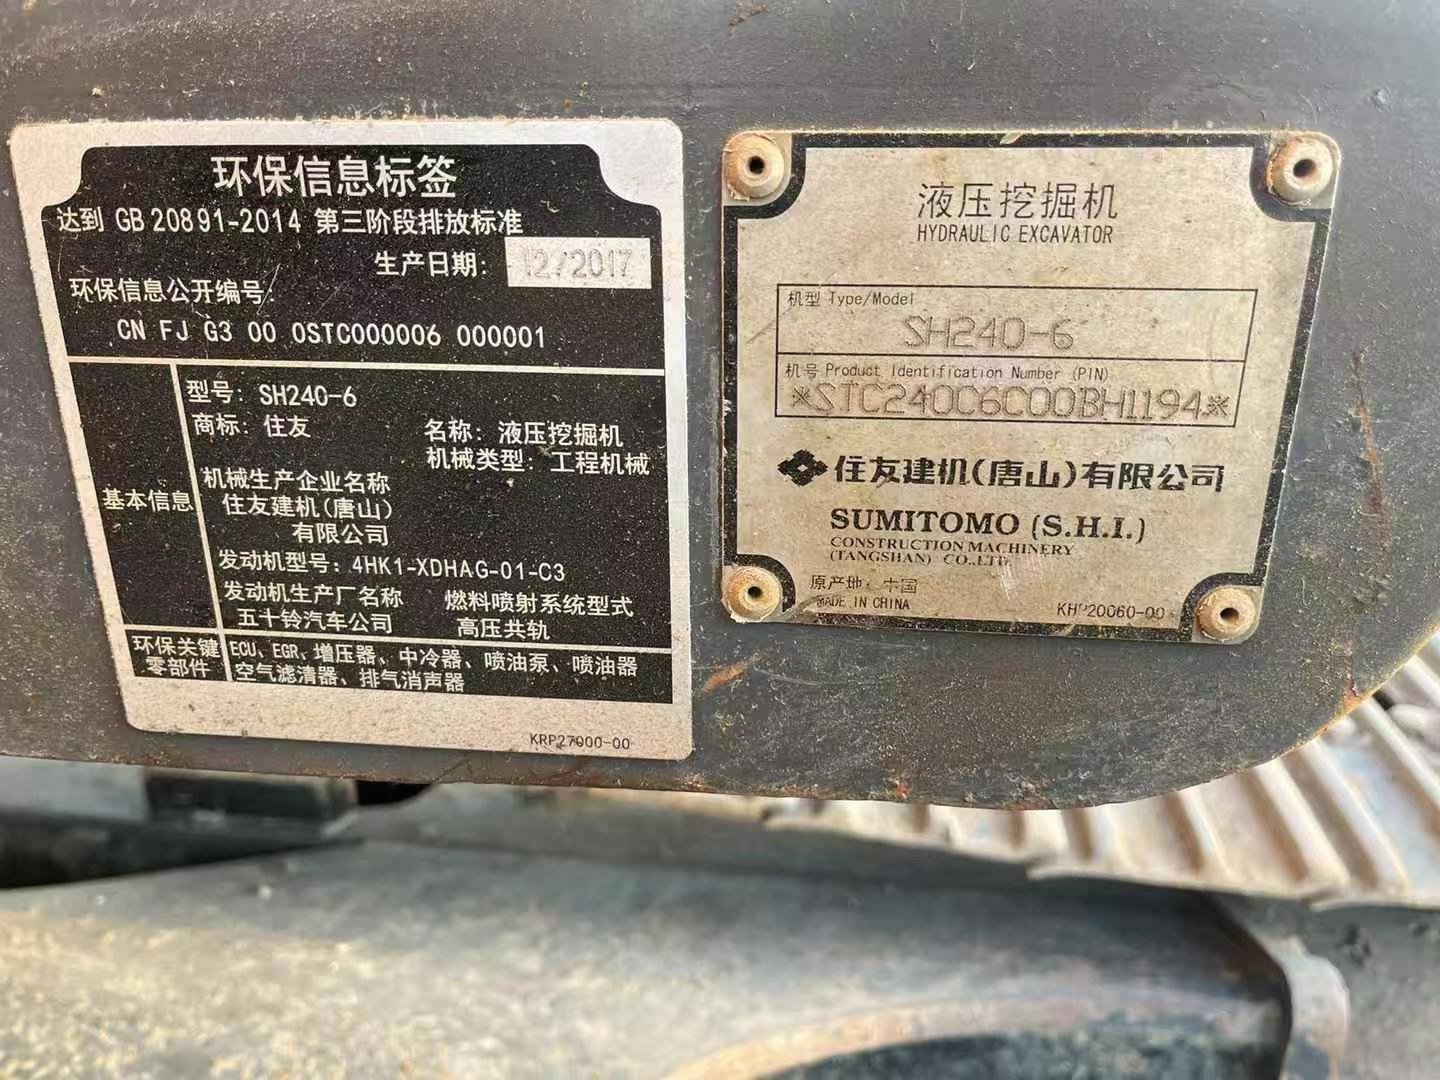 环保信息标签
达到 GB 20891-2014 第三阶段排放标准
生产日期: 12/2017
环保信息公开编号:
CN FJ G3 00 0STC000006 000001
基本信息
型号: SH240-6
商标: 住友 名称: 液压挖掘机
机械类型: 工程机械
机械生产企业名称
住友建机(唐山)
有限公司
发动机型号: 4HK1-XDHAG-01-C3
发动机生产厂名称 燃料喷射系统型式
五十铃汽车公司 高压共轨
环保关键
零部件
ECU、EGR、增压器、中冷器、喷油泵、喷油器
空气滤清器、排气消声器
KRP27000-00
液压挖掘机
HYDRAULIC EXCAVATOR
机型 Type/Model
SH240-6
机号 Product Identification Number (PIN)
※STC240C6C00BH1194※
住友建机(唐山)有限公司
SUMITOMO (S.H.I.)
CONSTRUCTION MACHINERY
(TANGSHAN) CO.,LTD.
原产地: 中国
MADE IN CHINA
KHP20060-00